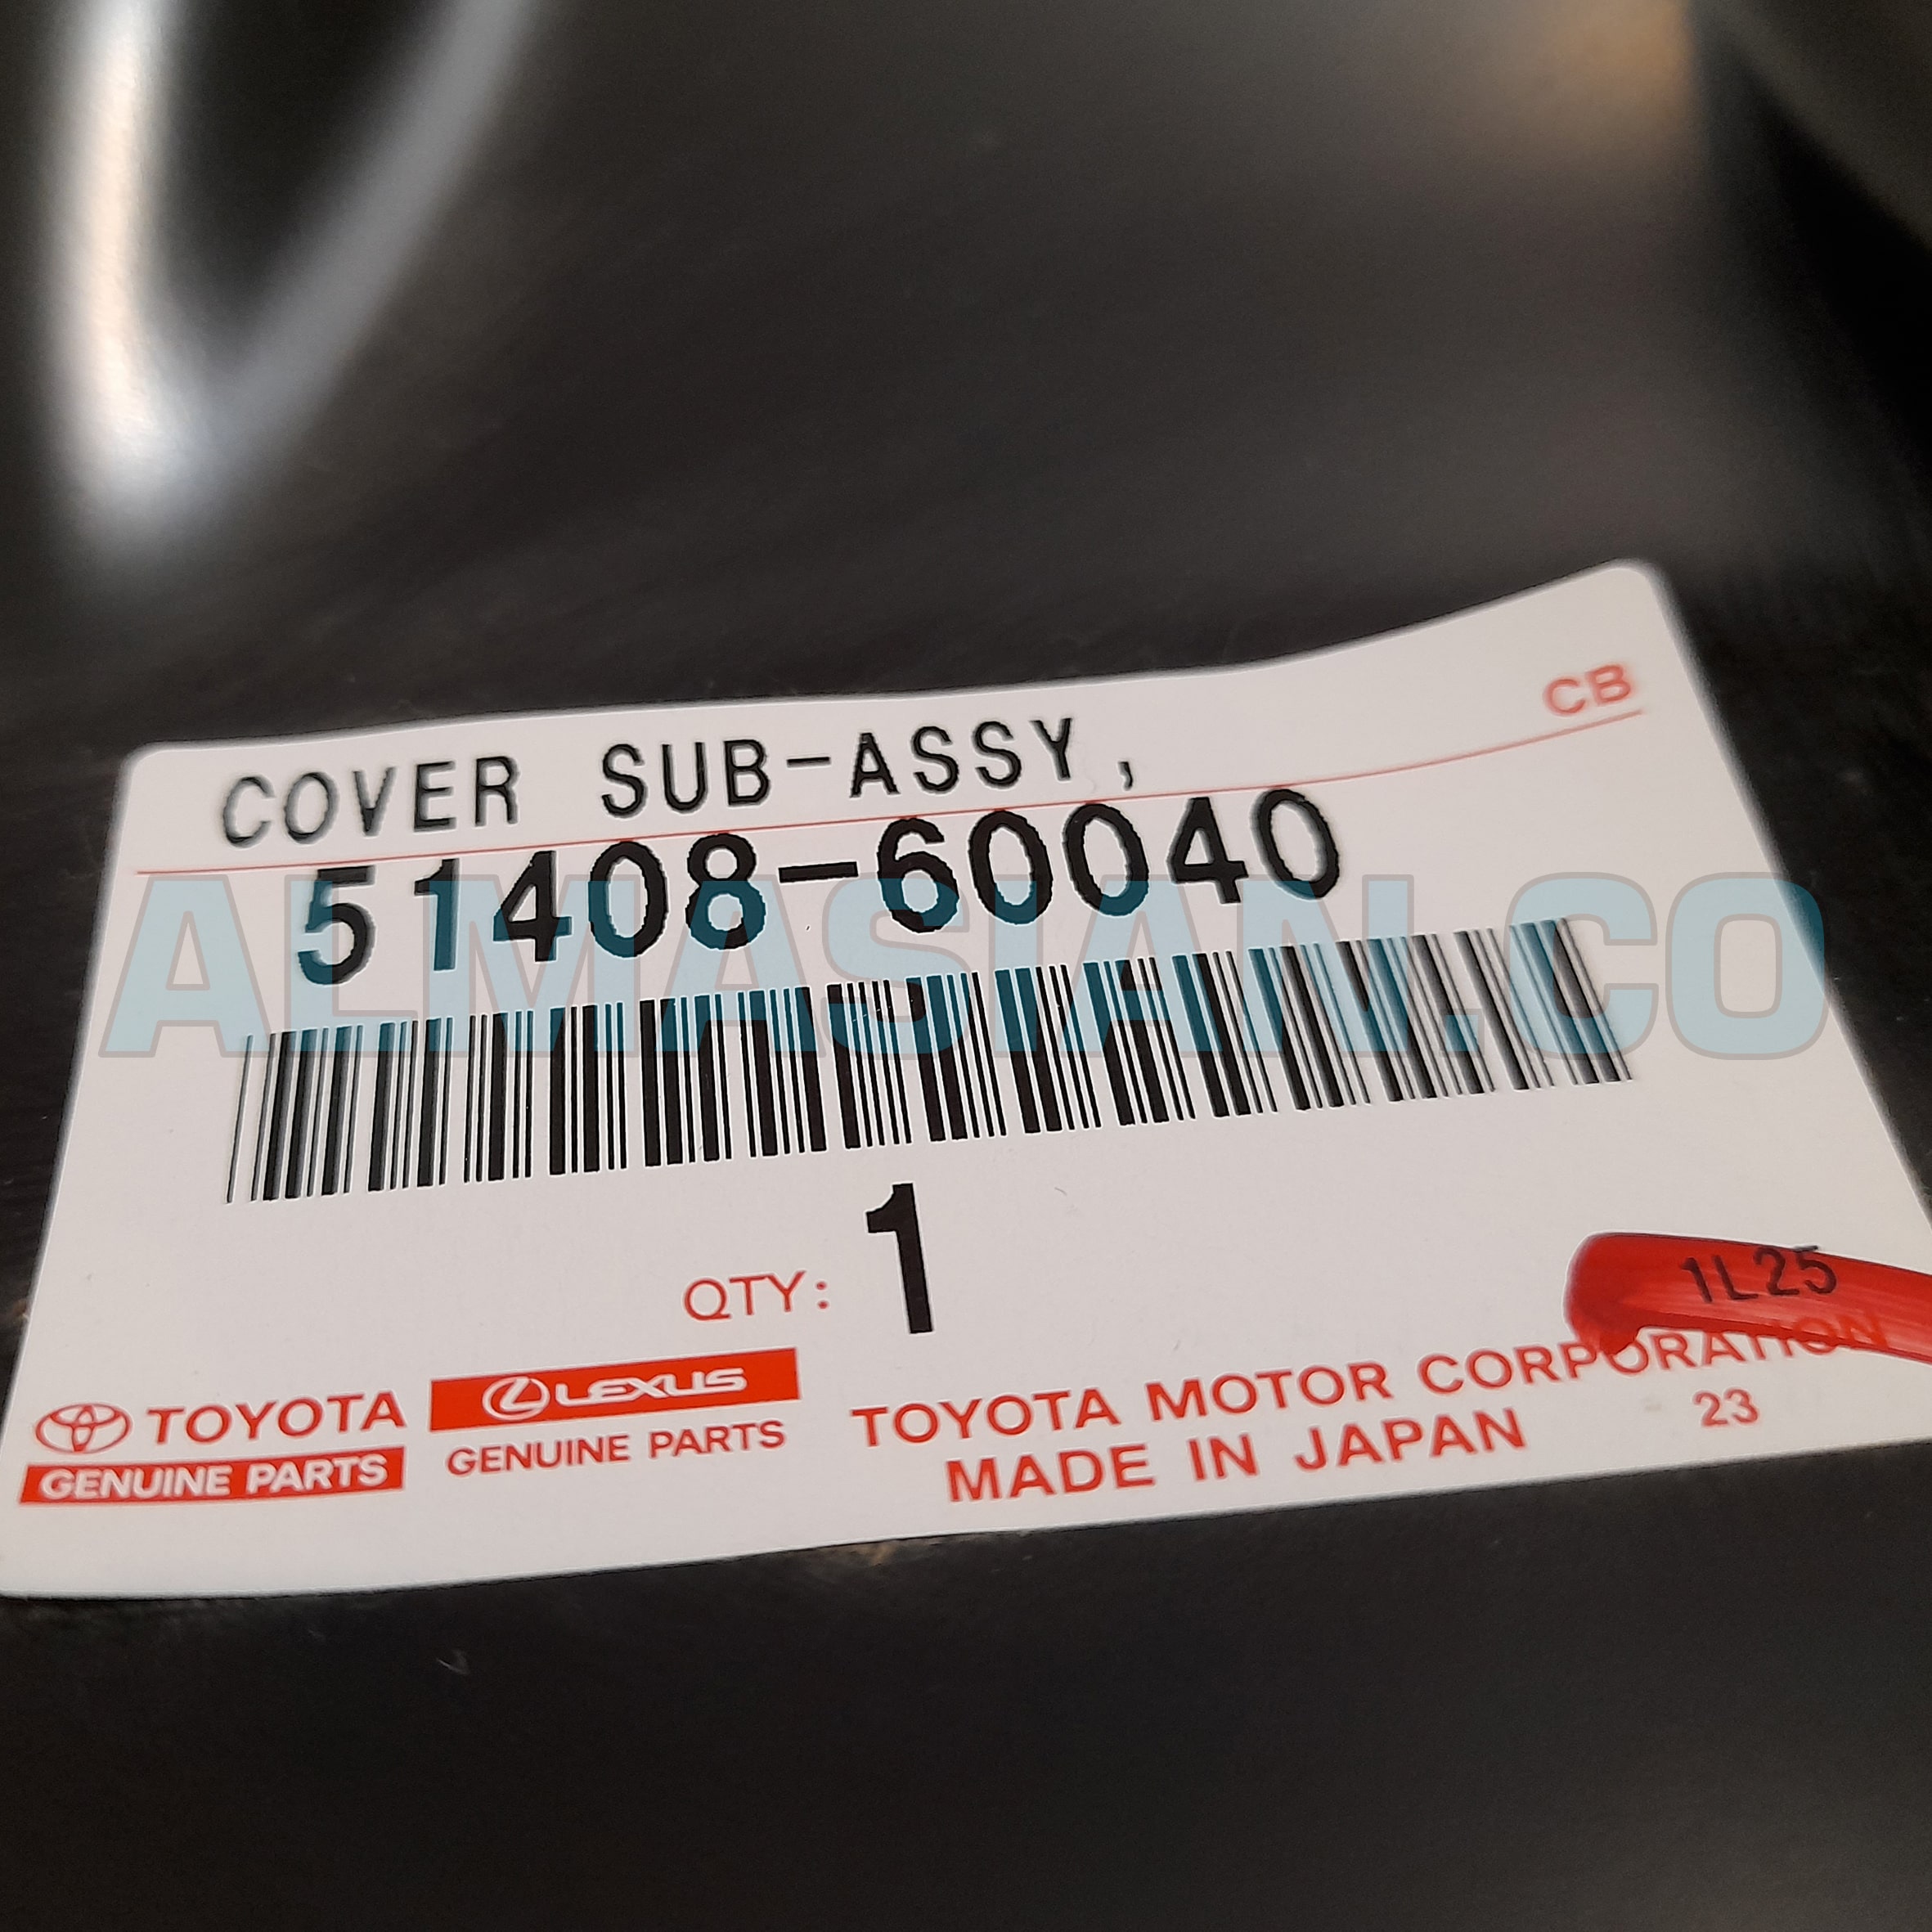 CB
COVER SUB-ASSY,
51408-60040
ALMASIAN.CO
QTY: 1
1L25
TOYOTA
GENUINE PARTS
LEXUS
GENUINE PARTS
TOYOTA MOTOR CORPORATION
MADE IN JAPAN
23